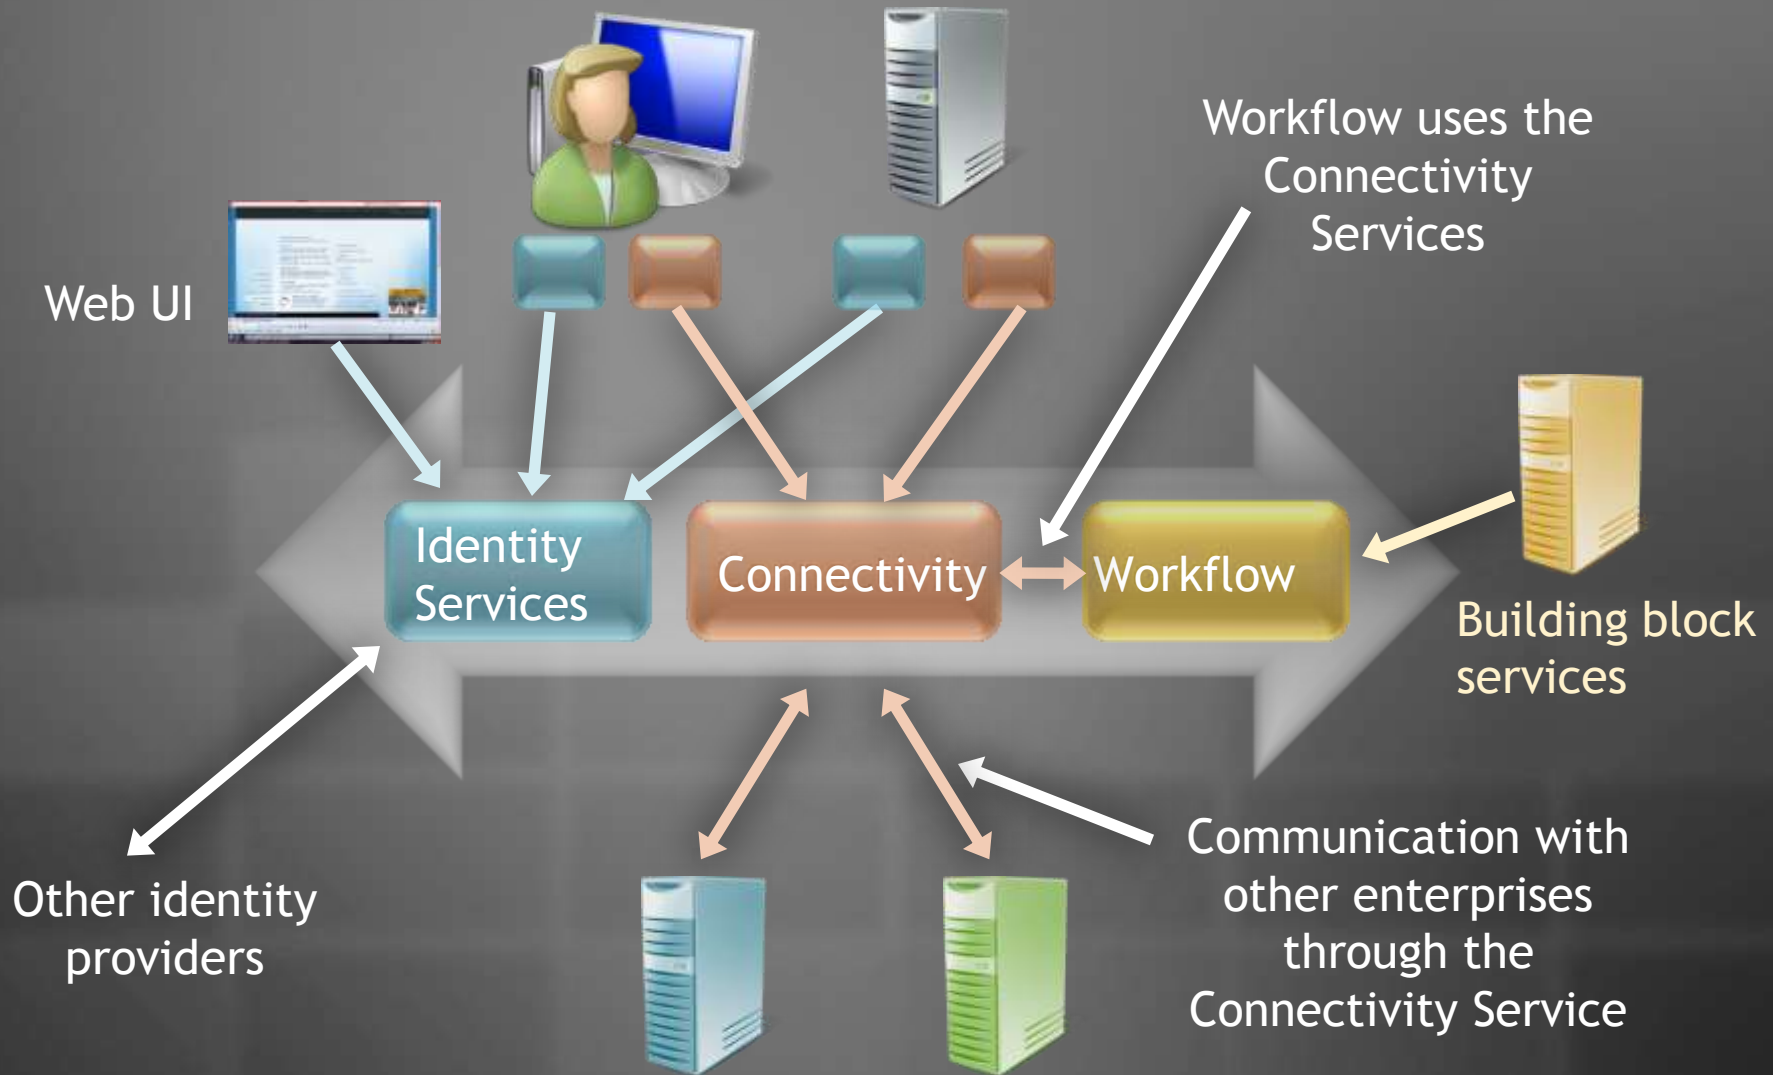 Workflow uses the
Connectivity
Services
Web UI
Identity
Services
Connectivity
Workflow
Building block
services
Other identity
providers
Communication with
other enterprises
through the
Connectivity Service